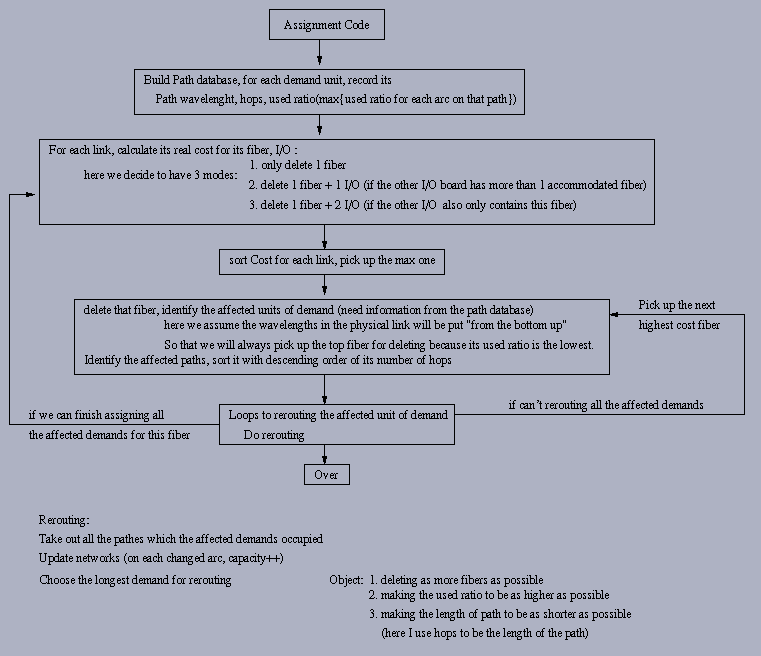 Assignment Code
Build Path database, for each demand unit, record its
Path wavelenght, hops, used ratio(max{used ratio for each arc on that path})
For each link, calculate its real cost for its fiber, I/O :
here we decide to have 3 modes:
1. only delete 1 fiber
2. delete 1 fiber + 1 I/O (if the other I/O board has more than 1 accommodated fiber)
3. delete 1 fiber + 2 I/O (if the other I/O also only contains this fiber)
sort Cost for each link, pick up the max one
delete that fiber, identify the affected units of demand (need information from the path database)
here we assume the wavelengths in the physical link will be put "from the bottom up"
So that we will always pick up the top fiber for deleting because its used ratio is the lowest.
Identify the affected paths, sort it with descending order of its number of hops
Pick up the next
highest cost fiber
if can't rerouting all the affected demands
Loops to rerouting the affected unit of demand
Do rerouting
if we can finish assigning all
the affected demands for this fiber
Over
Rerouting:
Take out all the pathes which the affected demands occupied
Update networks (on each changed arc, capacity++)
Choose the longest demand for rerouting
Object: 1. deleting as more fibers as possible
2. making the used ratio to be as higher as possible
3. making the length of path to be as shorter as possible
(here I use hops to be the length of the path)